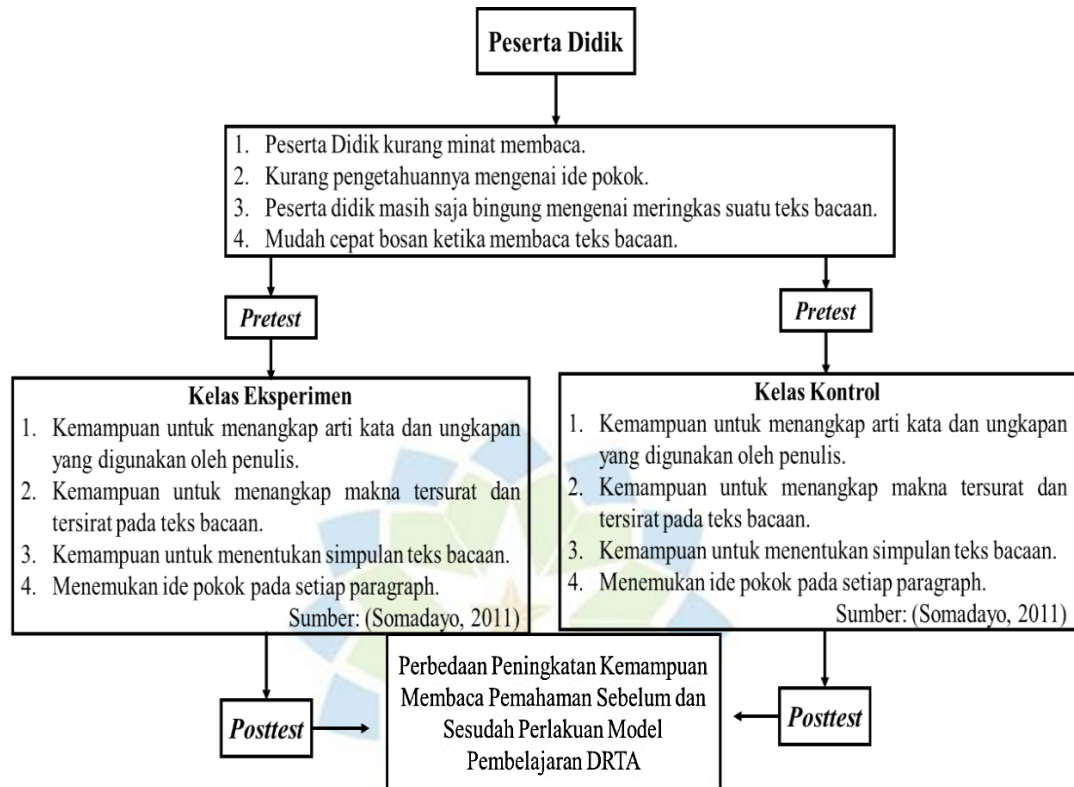 Peserta Didik
1. Peserta Didik kurang minat membaca.
2. Kurang pengetahuannya mengenai ide pokok.
3. Peserta didik masih saja bingung mengenai meringkas suatu teks bacaan.
4. Mudah cepat bosan ketika membaca teks bacaan.
Pretest
Pretest
Kelas Eksperimen
1. Kemampuan untuk menangkap arti kata dan ungkapan
yang digunakan oleh penulis.
2. Kemampuan untuk menangkap makna tersurat dan
tersirat pada teks bacaan.
3. Kemampuan untuk menentukan simpulan teks bacaan.
4. Menemukan ide pokok pada setiap paragraph.
Sumber: (Somadayo, 2011)
Kelas Kontrol
1. Kemampuan untuk menangkap arti kata dan ungkapan
yang digunakan oleh penulis.
2. Kemampuan untuk menangkap makna tersurat dan
tersirat pada teks bacaan.
3. Kemampuan untuk menentukan simpulan teks bacaan.
4. Menemukan ide pokok pada setiap paragraph.
Sumber: (Somadayo, 2011)
Posttest
Perbedaan Peningkatan Kemampuan
Membaca Pemahaman Sebelum dan
Sesudah Perlakuan Model
Pembelajaran DRTA
Posttest